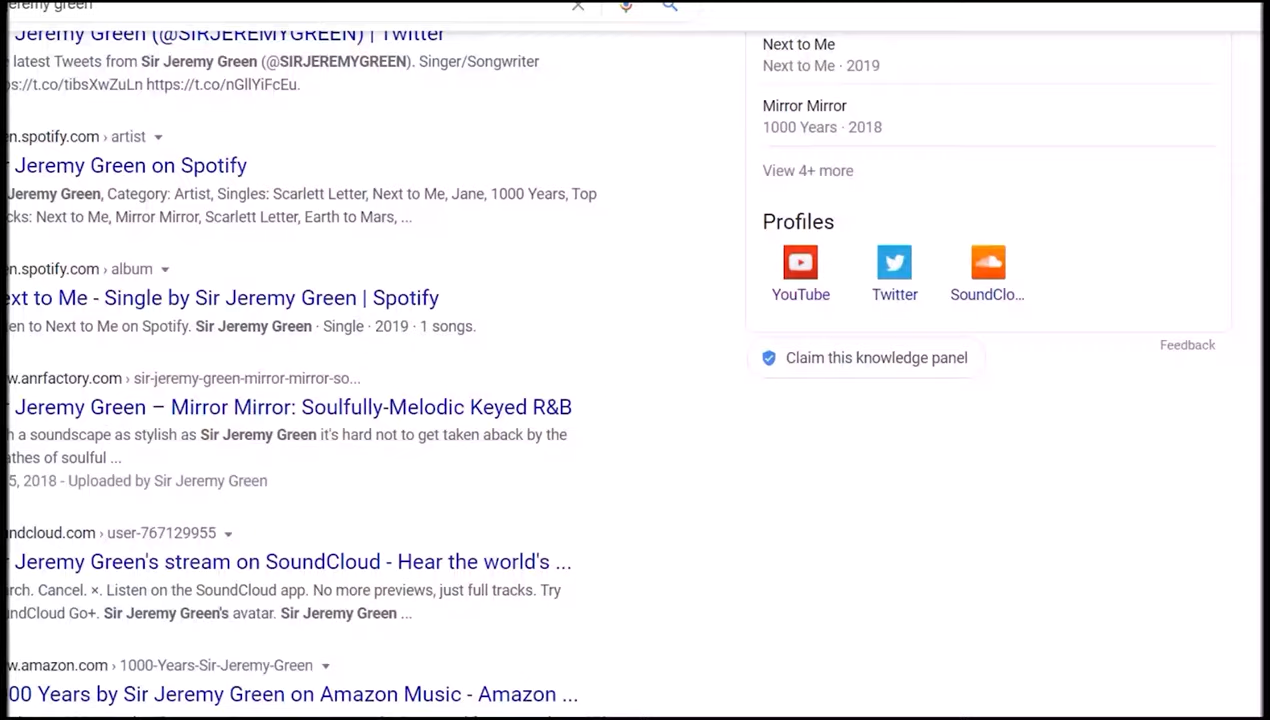 eremy green
Jeremy Green (@SIRJEREMYGREEN) | Twitter
latest Tweets from Sir Jeremy Green (@SIRJEREMYGREEN). Singer/Songwriter
ps://t.co/tibsXwZuLn https://t.co/nGllYiFcEu.
n.spotify.com › artist
Jeremy Green on Spotify
Jeremy Green, Category: Artist, Singles: Scarlett Letter, Next to Me, Jane, 1000 Years, Top
cks: Next to Me, Mirror Mirror, Scarlett Letter, Earth to Mars, ...
n.spotify.com › album
ext to Me - Single by Sir Jeremy Green | Spotify
en to Next to Me on Spotify. Sir Jeremy Green · Single · 2019 · 1 songs.
w.anrfactory.com › sir-jeremy-green-mirror-mirror-so...
r Jeremy Green – Mirror Mirror: Soulfully-Melodic Keyed R&B
h a soundscape as stylish as Sir Jeremy Green it's hard not to get taken aback by the
athes of soulful ...
5, 2018 - Uploaded by Sir Jeremy Green
undcloud.com › user-767129955
r Jeremy Green's stream on SoundCloud - Hear the world's ...
rch. Cancel. ×. Listen on the SoundCloud app. No more previews, just full tracks. Try
undCloud Go+. Sir Jeremy Green's avatar. Sir Jeremy Green ...
w.amazon.com › 1000-Years-Sir-Jeremy-Green
00 Years by Sir Jeremy Green on Amazon Music - Amazon ...
Next to Me
Next to Me · 2019
Mirror Mirror
1000 Years · 2018
View 4+ more
Profiles
YouTube
Twitter
SoundClo...
Claim this knowledge panel
Feedback